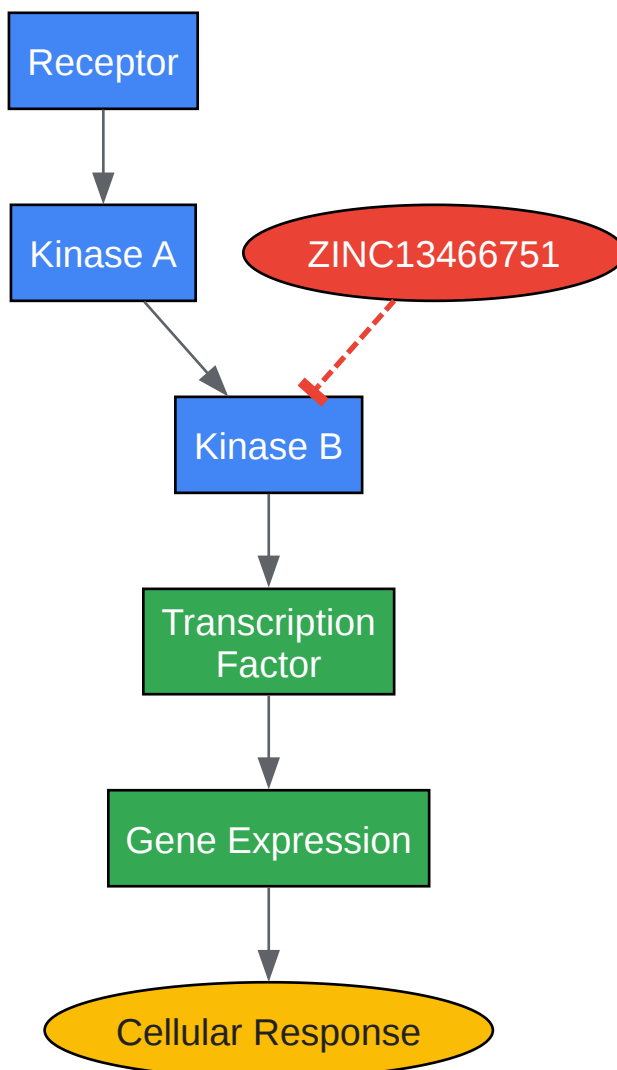 Receptor
Kinase A
ZINC13466751
Kinase B
Transcription
Factor
Gene Expression
Cellular Response